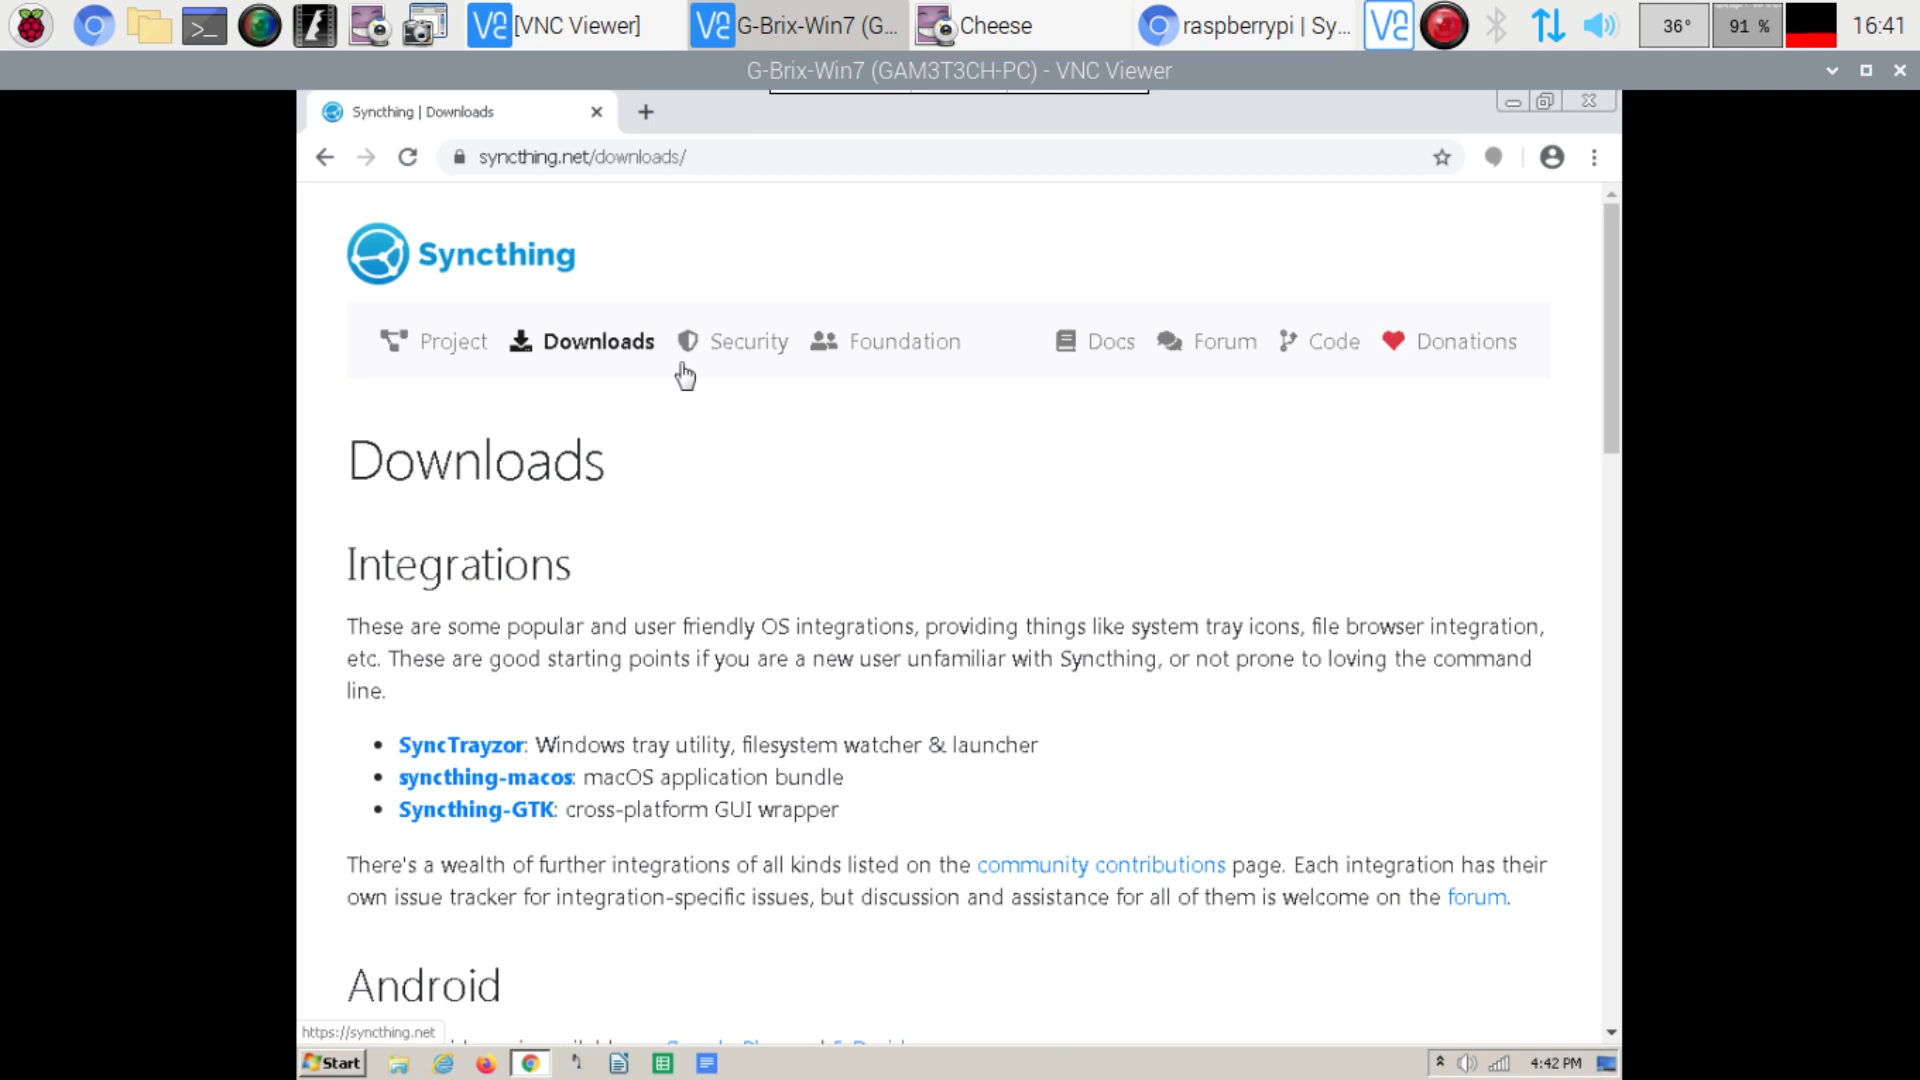 [VNC Viewer]
G-Brix-Win7 (G...
Cheese
raspberrypi | Sy...
36°
91 %
16:41
G-Brix-Win7 (GAM3T3CH-PC) - VNC Viewer
Syncthing | Downloads
syncthing.net/downloads/
Syncthing
Project
Downloads
Security
Foundation
Docs
Forum
Code
Donations
Downloads
Integrations
These are some popular and user friendly OS integrations, providing things like system tray icons, file browser integration,
etc. These are good starting points if you are a new user unfamiliar with Syncthing, or not prone to loving the command
line.
• SyncTrayzor: Windows tray utility, filesystem watcher & launcher
• syncthing-macos: macOS application bundle
• Syncthing-GTK: cross-platform GUI wrapper
There's a wealth of further integrations of all kinds listed on the community contributions page. Each integration has their
own issue tracker for integration-specific issues, but discussion and assistance for all of them is welcome on the forum.
Android
https://syncthing.net
Start
4:42 PM